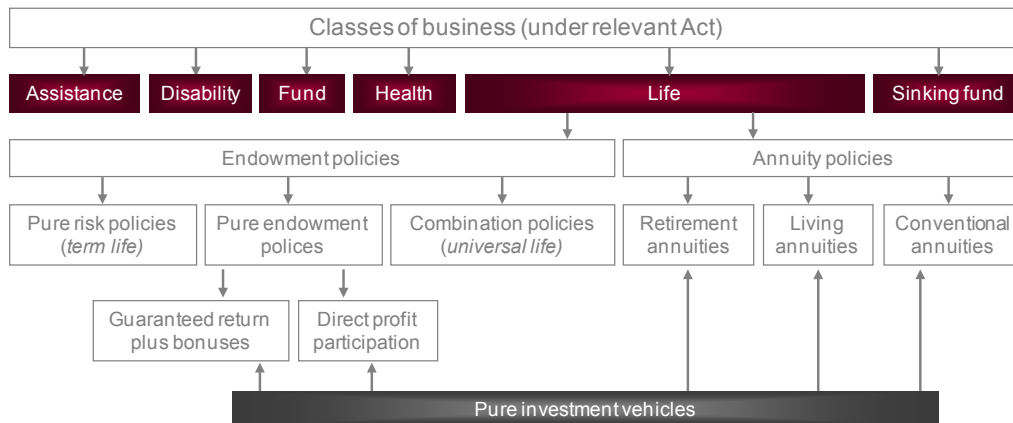 Classes of business (under relevant Act)
Assistance
Disability
Fund
Health
Life
Sinking fund
Endowment policies
Annuity policies
Pure risk policies
(term life)
Pure endowment
polices
Combination policies
(universal life)
Retirement
annuities
Living
annuities
Conventional
annuities
Guaranteed return
plus bonuses
Direct profit
participation
Pure investment vehicles